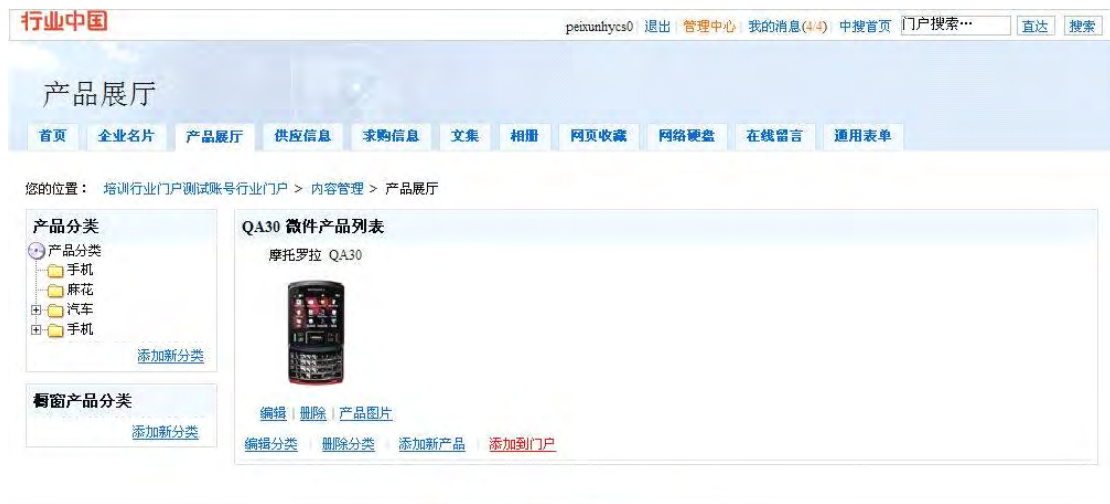 行业中国
peixunhycs0 退出 管理中心 我的消息(4/4) 中搜首页 门户搜索… 直达 搜索
产品展厅
首页 企业名片 产品展厅 供应信息 求购信息 文集 相册 网页收藏 网络硬盘 在线留言 通用表单
您的位置： 培训行业门户测试账号行业门户 > 内容管理 > 产品展厅
产品分类
产品分类
手机
麻花
汽车
手机
添加新分类
橱窗产品分类
添加新分类
QA30 微件产品列表
摩托罗拉 QA30
编辑 | 删除 | 产品图片
编辑分类 | 删除分类 添加新产品 添加到门户